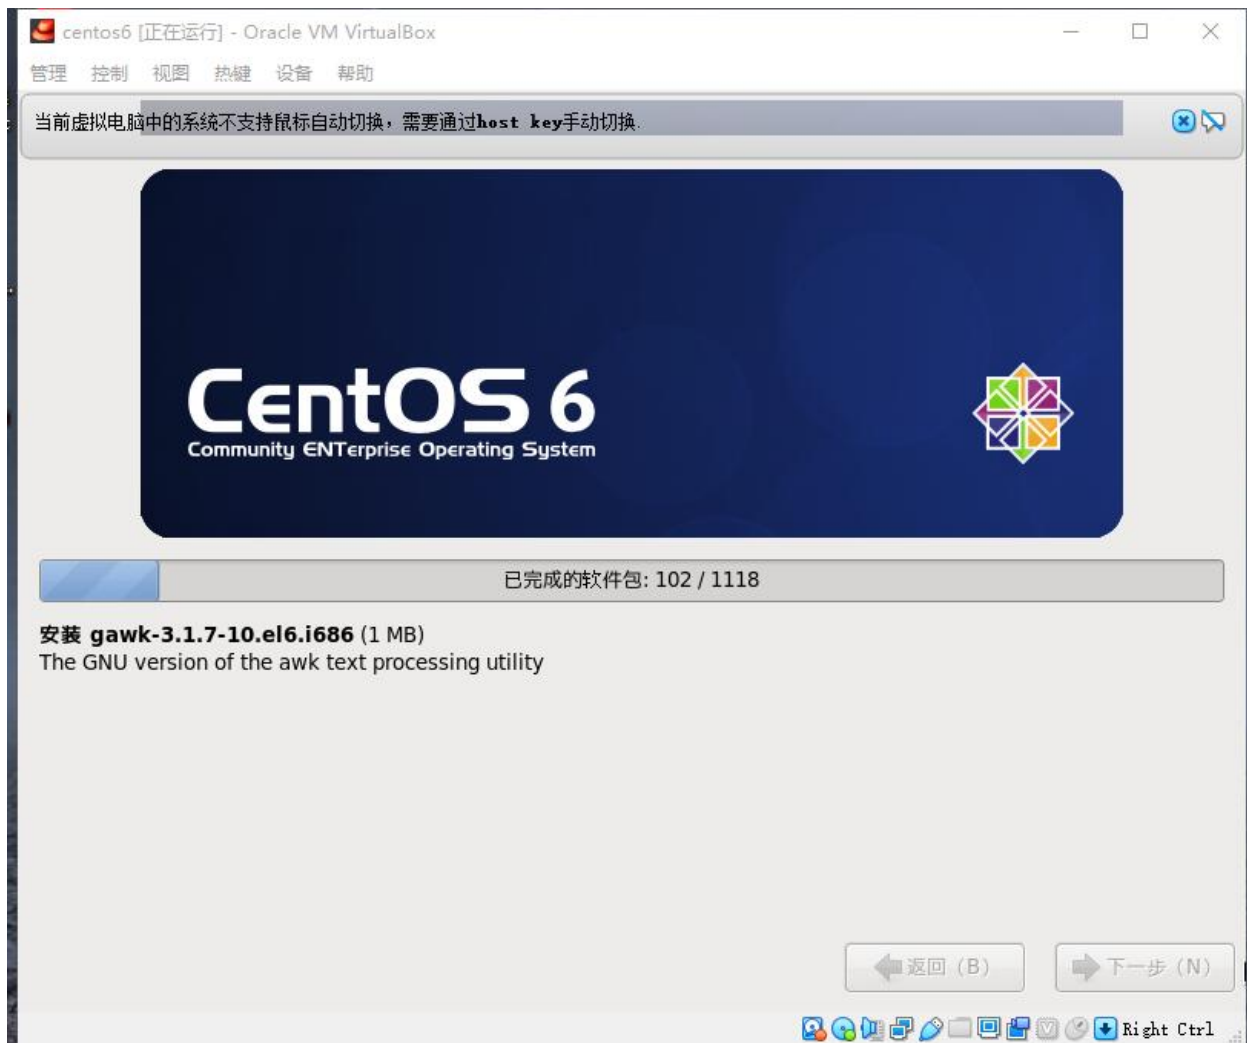 centos6 [正在运行] - Oracle VM VirtualBox
管理 控制 视图 热键 设备 帮助
当前虚拟电脑中的系统不支持鼠标自动切换，需要通过host key手动切换.
CentOS 6
Community ENTerprise Operating System
已完成的软件包: 102 / 1118
安装 gawk-3.1.7-10.el6.i686 (1 MB)
The GNU version of the awk text processing utility
返回 (B)
下一步 (N)
Right Ctrl